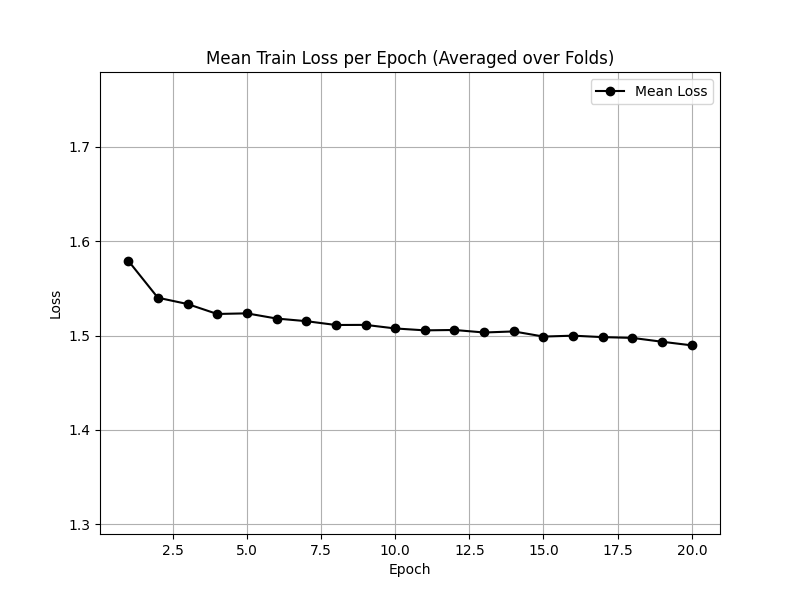 Mean Train Loss per Epoch (Averaged over Folds)
Mean Loss
1.7
1.6
1.5
1.4
1.3
Loss
2.5 5.0 7.5 10.0 12.5 15.0 17.5 20.0
Epoch